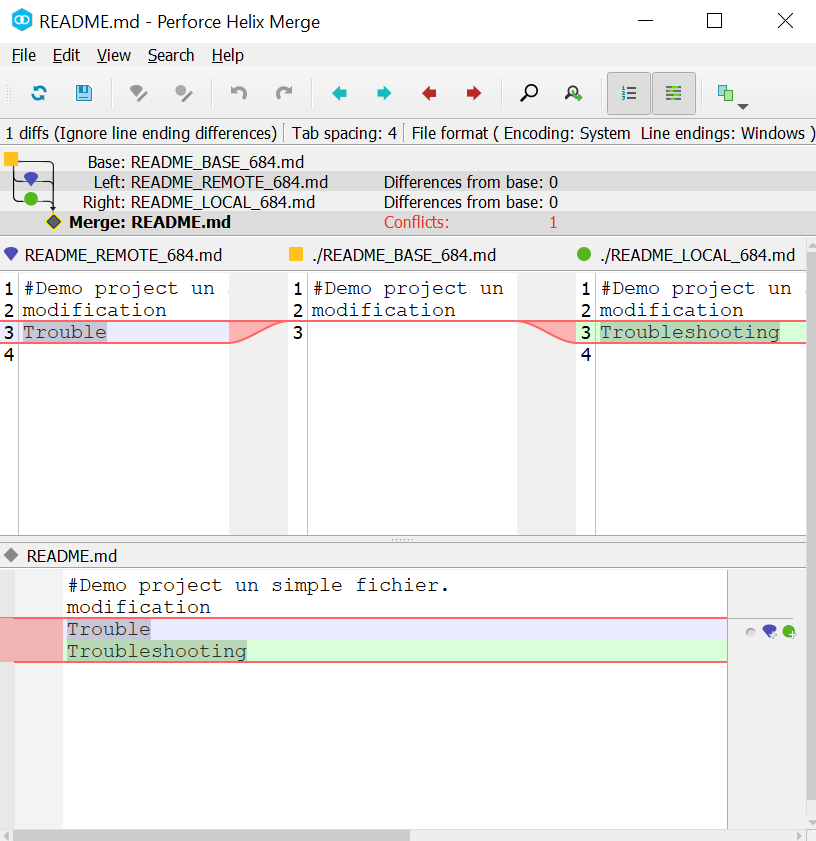 README.md - Perforce Helix Merge
File Edit View Search Help
1 diffs (Ignore line ending differences) Tab spacing: 4 File format ( Encoding: System Line endings: Windows )
Base: README_BASE_684.md
Left: README_REMOTE_684.md Differences from base: 0
Right: README_LOCAL_684.md Differences from base: 0
Merge: README.md Conflicts: 1
README_REMOTE_684.md ./README_BASE_684.md ./README_LOCAL_684.md
1 #Demo project un 1 #Demo project un 1 #Demo project un
2 modification 2 modification 2 modification
3 Trouble 3 3 Troubleshooting
4 4
README.md
#Demo project un simple fichier.
modification
Trouble
Troubleshooting